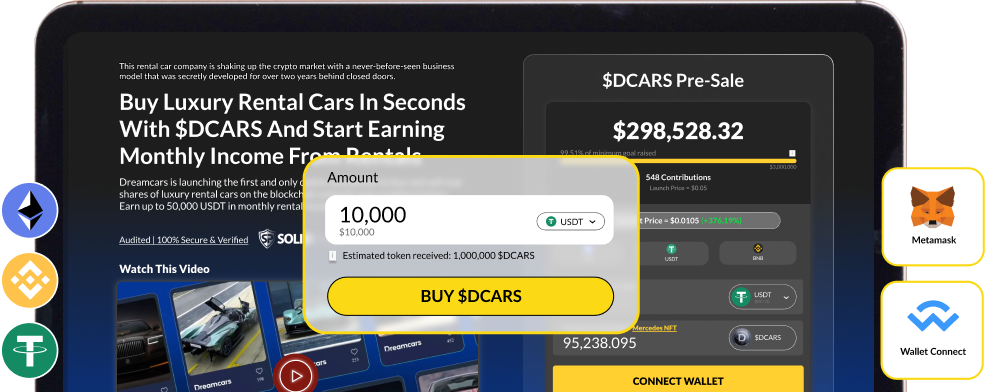 This rental car company is shaking up the crypto market with a never-before-seen business
model that was secretly developed for over two years behind closed doors.
Buy Luxury Rental Cars In Seconds
With $DCARS And Start Earning
Monthly Income From Rentals
Dreamcars is launching the first and only
shares of luxury rental cars on the blockch
Earn up to 50,000 USDT in monthly rental
Audited | 100% Secure & Verified
SOLI
Watch This Video
Dreamcars
Dreamcars
Dreamcars
198
253
335
$DCARS Pre-Sale
$298,528.32
99.51% of minimum goal raised
$3,000,000
548 Contributions
Launch Price = $0.05
t Price = $0.0105 (+376.19%)
USDT
BNB
USDT
Mercedes NFT
95,238.095
$DCARS
CONNECT WALLET
Amount
10,000
$10,000
USDT
Estimated token received: 1,000,000 $DCARS
BUY $DCARS
Metamask
Wallet Connect